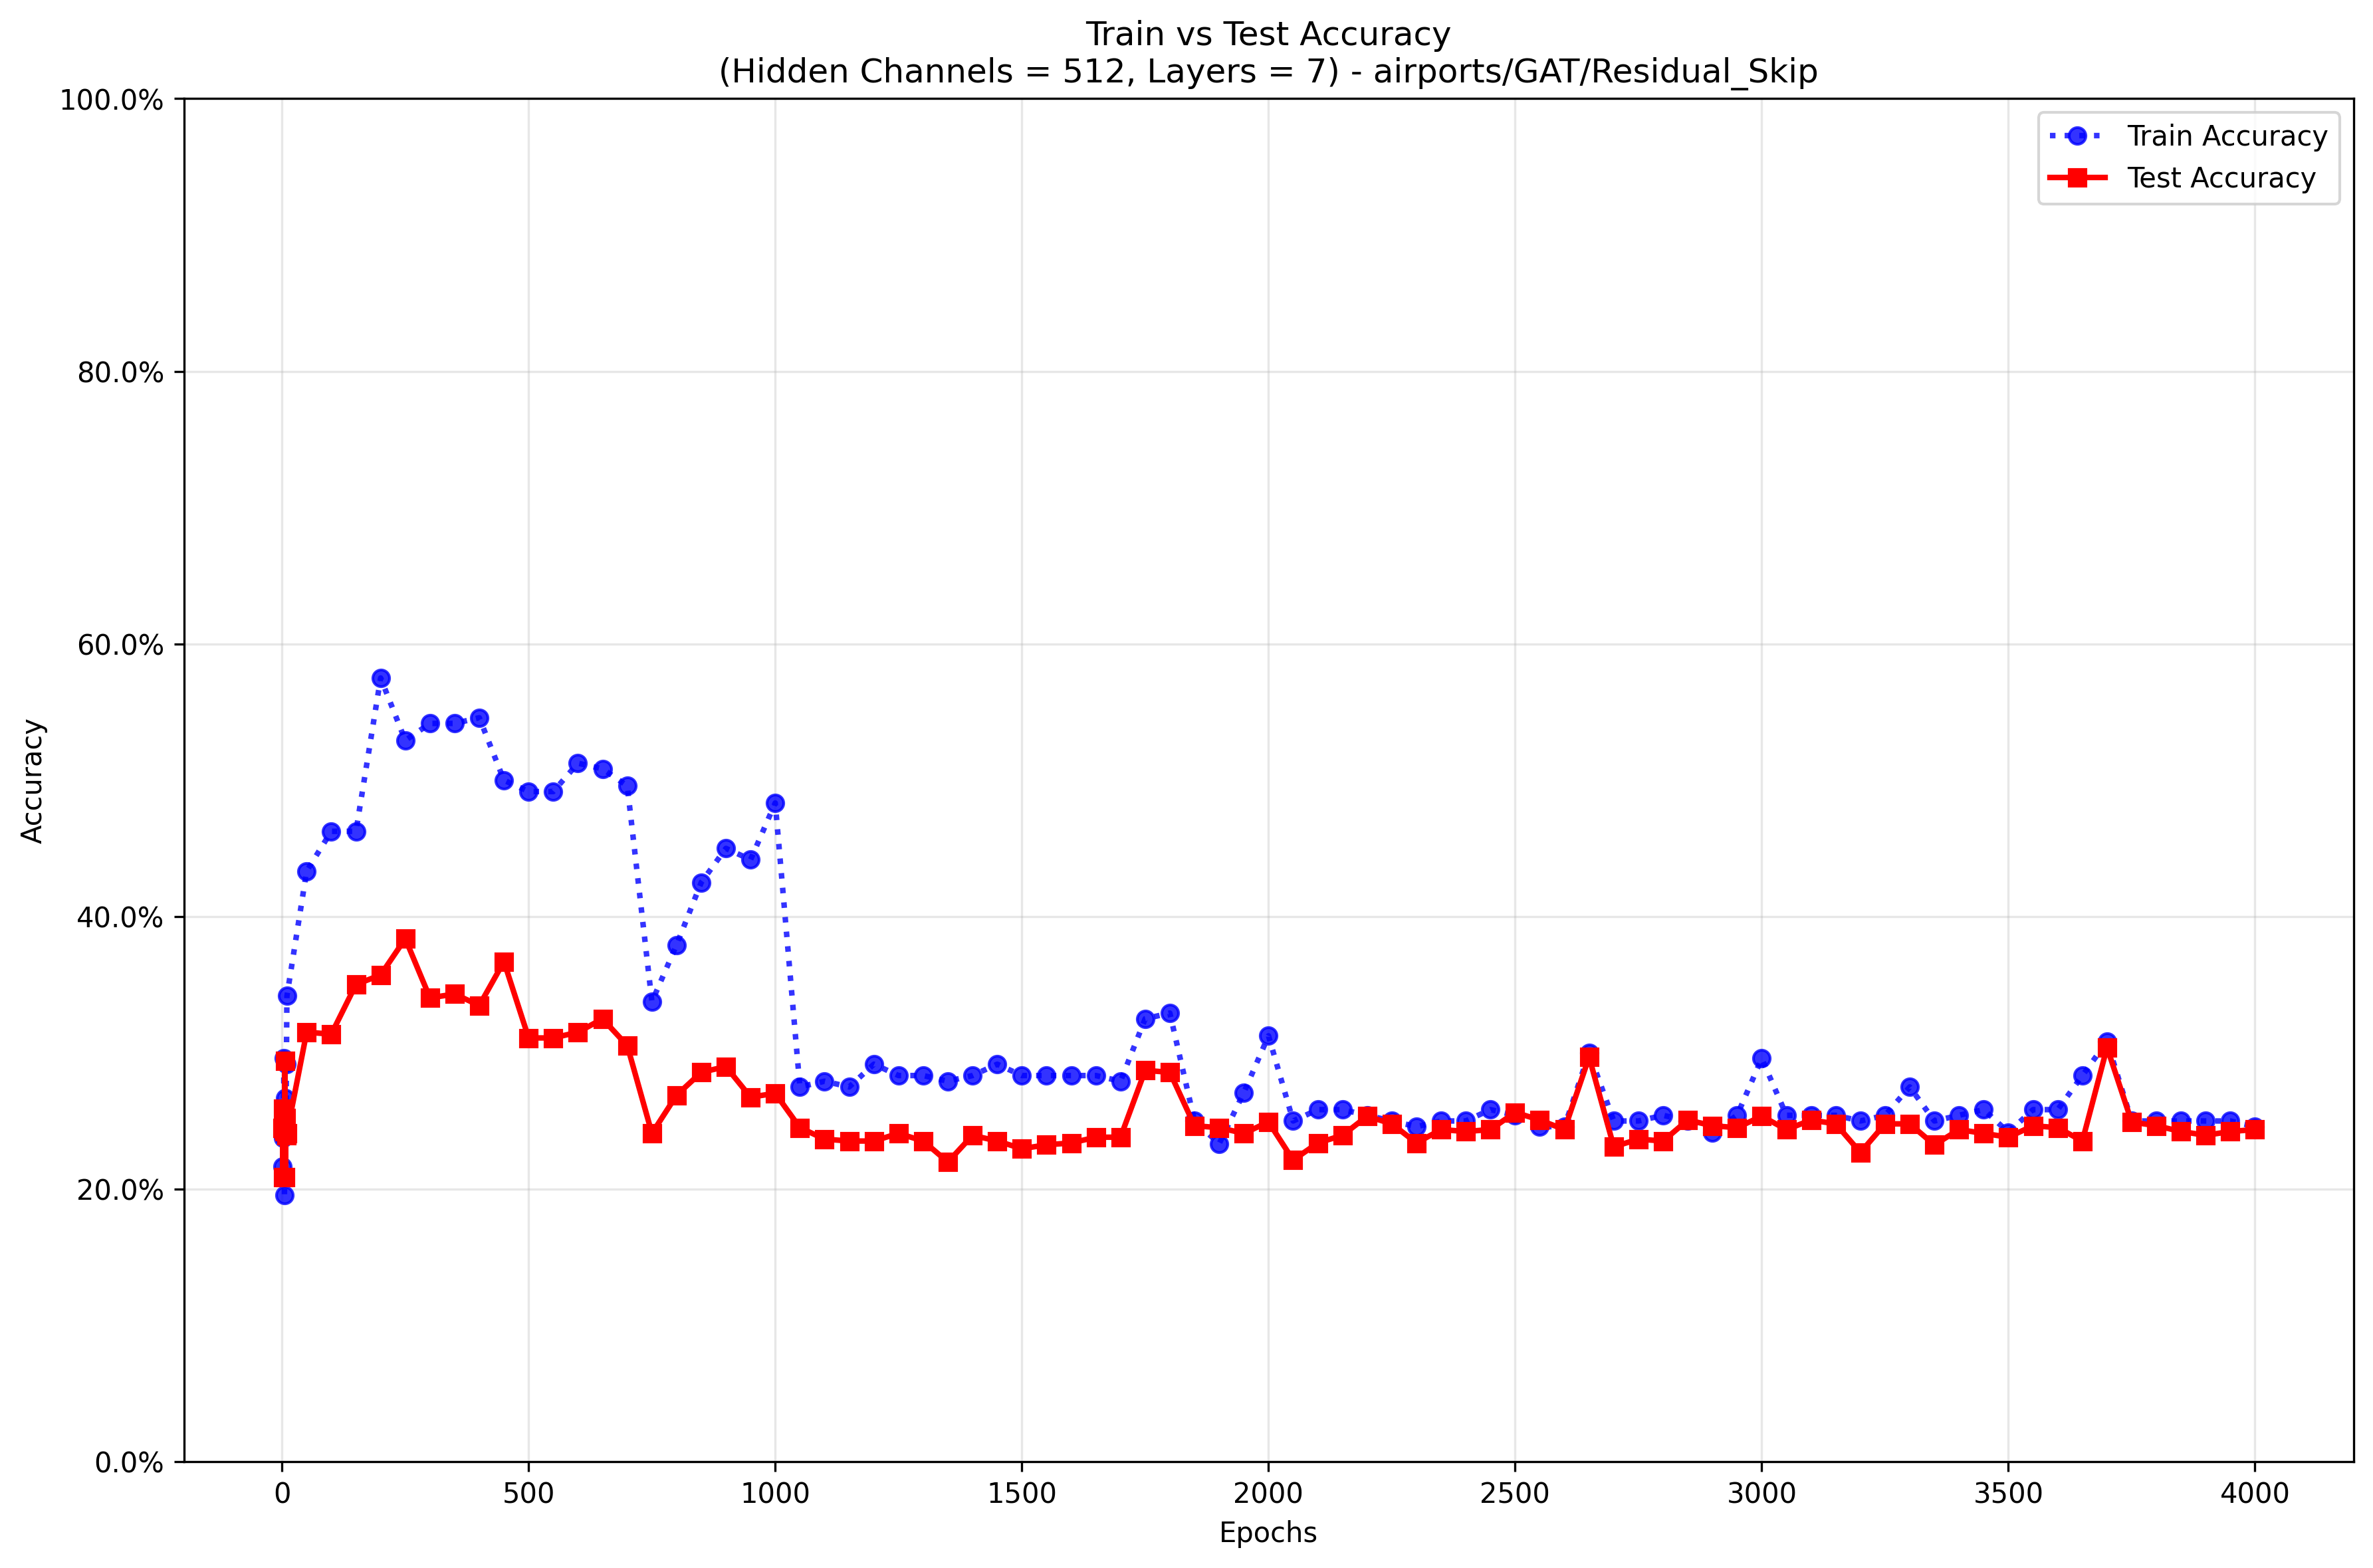 Train vs Test Accuracy
(Hidden Channels = 512, Layers = 7) - airports/GAT/Residual_Skip
Train Accuracy
Test Accuracy
Accuracy
100.0%
80.0%
60.0%
40.0%
20.0%
0.0%
0 500 1000 1500 2000 2500 3000 3500 4000
Epochs